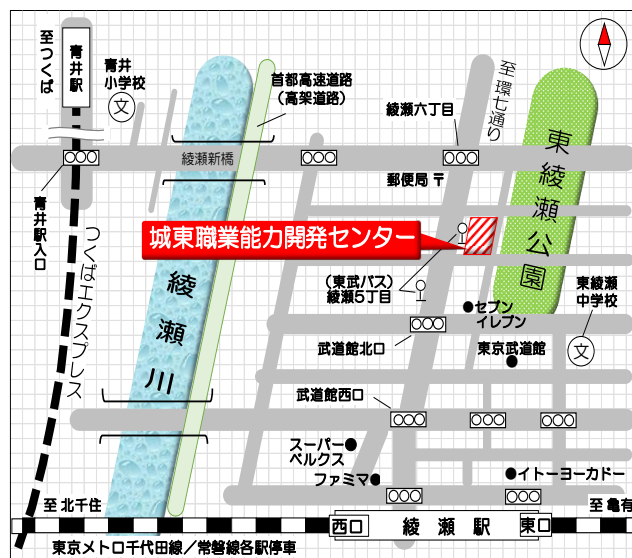 至つくば
青井駅
青井
小学校
文
首都高速道路
(高架道路)
綾瀬六丁目
至 環七通り
綾瀬新橋
郵便局〒
東綾瀬公園
青井駅入口
城東職業能力開発センター
つくばエクスプレス
綾瀬川
(東武バス)
綾瀬5丁目
セブン
イレブン
東綾瀬
中学校
文
武道館北口
東京武道館
武道館西口
スーパー
ベルクス
ファミマ
イトーヨーカドー
至 北千住
至 亀有
西口
綾瀬駅
東口
東京メトロ千代田線/常磐線各駅停車